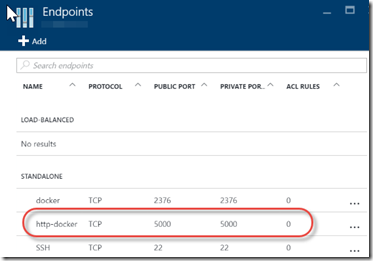 Endpoints
Add
Search endpoints
NAME PROTOCOL PUBLIC PORT PRIVATE POR... ACL RULES
LOAD-BALANCED
No results
STANDALONE
docker TCP 2376 2376 0 ...
http-docker TCP 5000 5000 0 ...
SSH TCP 22 22 0 ...